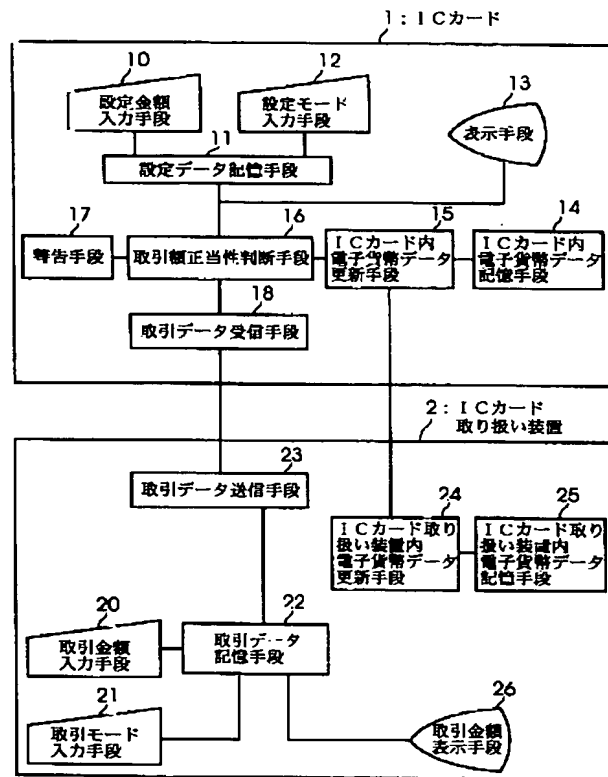 1：ＩＣカード
10
12
13
設定金額
入力手段
設定モード
入力手段
表示手段
11
設定データ記憶手段
17
16
15
14
警告手段
取引額正当性判断手段
ＩＣカード内
電子貨幣データ
更新手段
ＩＣカード内
電子貨幣データ
記憶手段
18
取引データ受信手段
2：ＩＣカード
取り扱い装置
23
取引データ送信手段
24
25
ＩＣカード取り
扱い装置内
電子貨幣データ
更新手段
ＩＣカード取り
扱い装置内
電子貨幣データ
記憶手段
20
22
取引金額
入力手段
取引データ
記憶手段
21
26
取引モード
入力手段
取引金額
表示手段